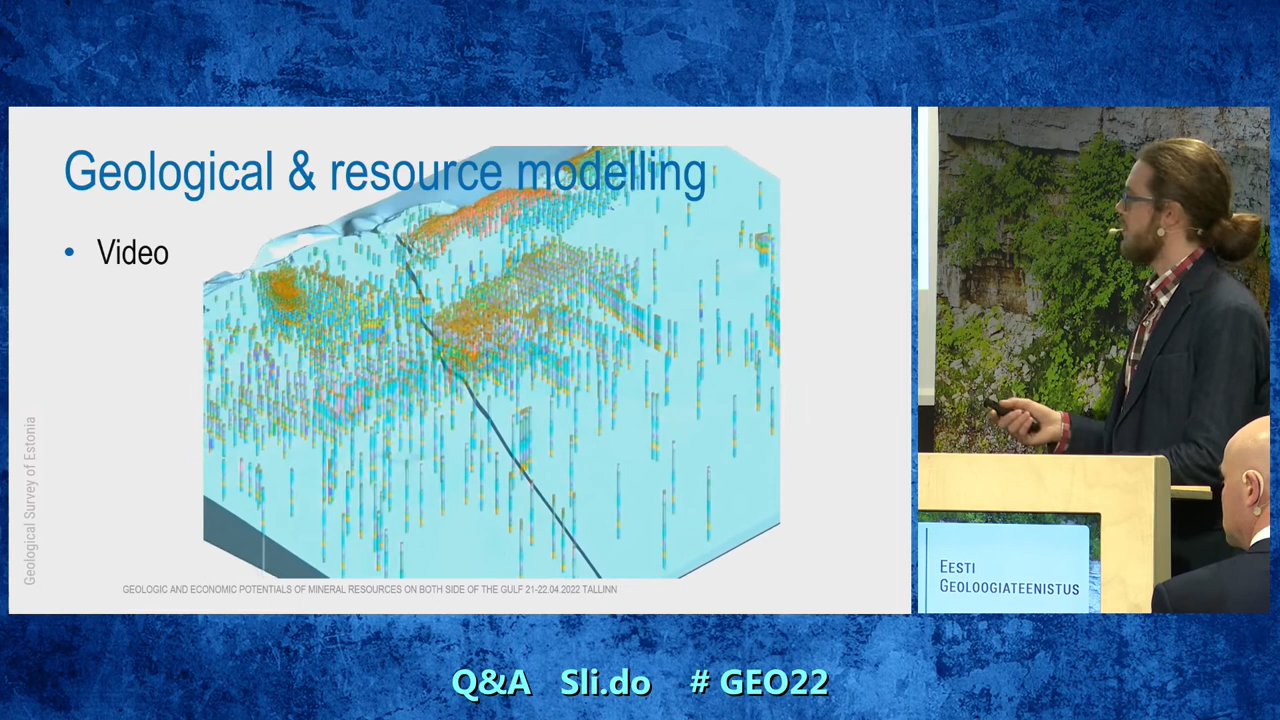 Geological & resource modelling
• Video
Geological Survey of Estonia
GEOLOGIC AND ECONOMIC POTENTIALS OF MINERAL RESOURCES ON BOTH SIDE OF THE GULF 21-22.04.2022 TALLINN
EESTI
GEOLOOGIATEENISTUS
Q&A Sli.do # GEO22